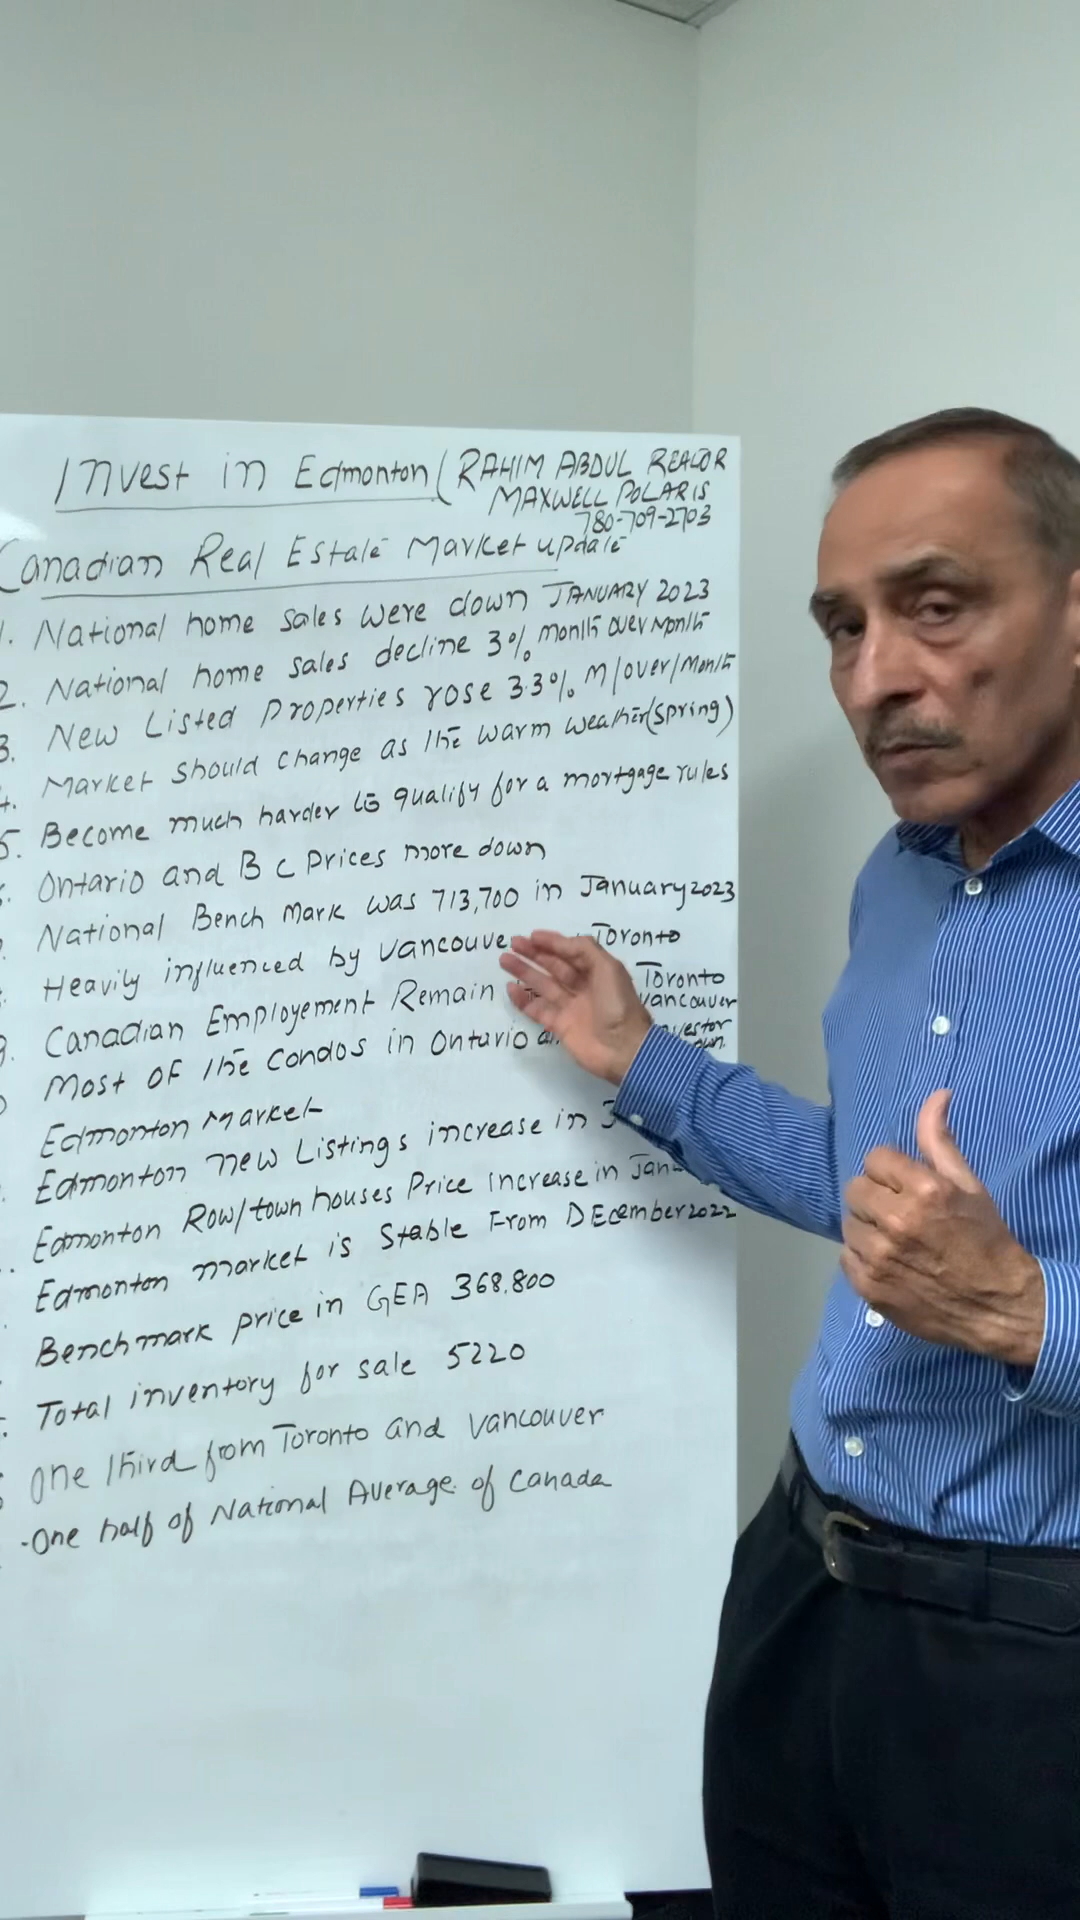 Invest in Edmonton (RAHIM ABDUL REALOR
MAXWELL POLARIS
780-709-2703
Canadian Real Estate Market update
1. National home sales were down JANUARY 2023
2. National home sales decline 3% month over Month
3. New Listed Properties rose 3.3% M/over/Month
4. Market should change as the warm weather (spring)
5. Become much harder to qualify for a mortgage rules
Ontario and BC prices more down
National Bench Mark was 713,700 in January 2023
Heavily influenced by Vancouve Toronto
9. Canadian Employement Remain
Toronto
Vancouver
Most of the Condos in Ontario
Edmonton Market
Edmonton new Listings increase in J
Edmonton Row/town houses Price increase in Jan
Edmonton market is Stable From DEcember 2022
Benchmark price in GEA 368,800
Total inventory for sale 5220
One third from Toronto and Vancouver
-One half of National Average of Canada